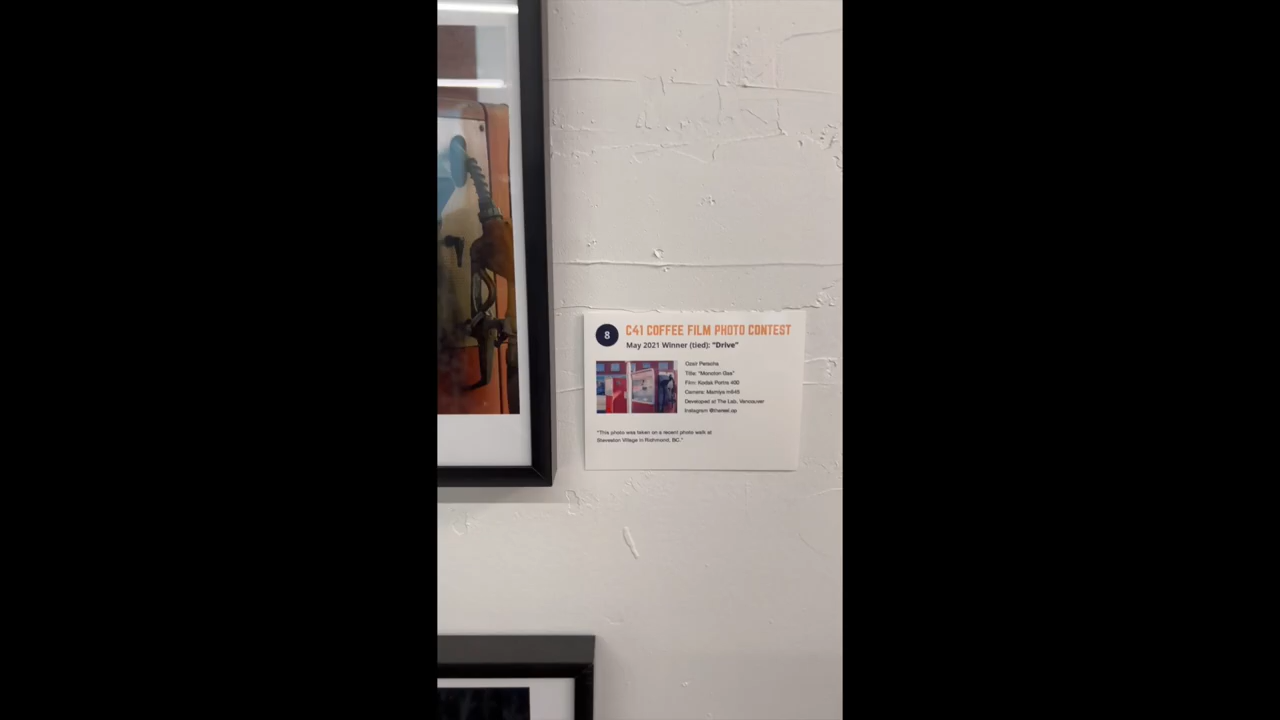 8
C41 COFFEE FILM PHOTO CONTEST
May 2021 Winner (tied): "Drive"
Title: "Moncton Gas"
Film: Kodak Portra 400
Camera: Mamiya m645
Developed at The Lab, Vancouver
Instagram
"This photo was taken on a recent photo walk at
Steveston Village in Richmond, BC."